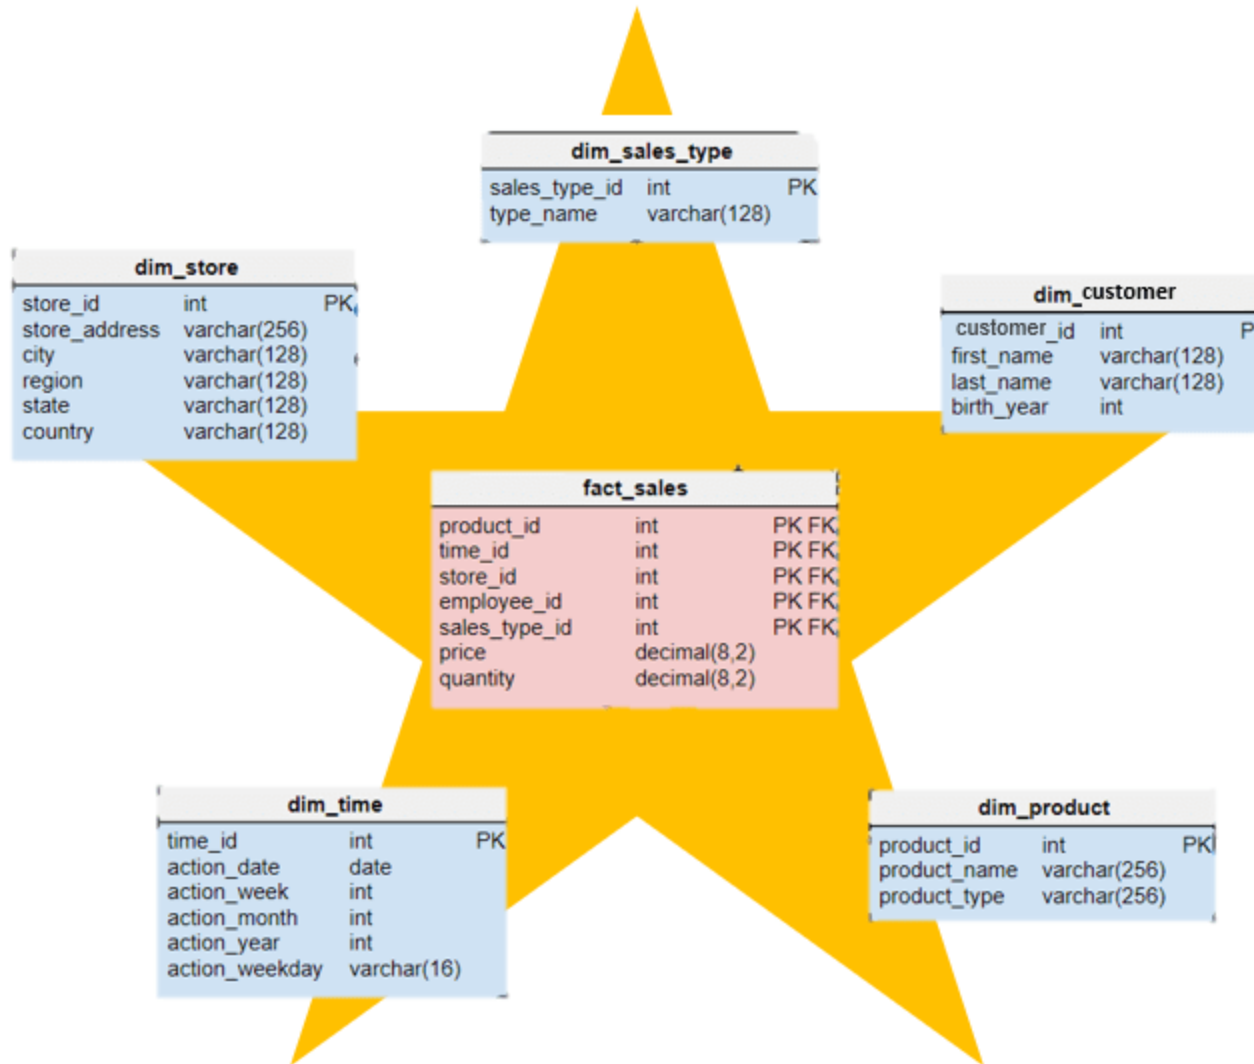 dim_sales_type
sales_type_id int PK
type_name varchar(128)
dim_store
store_id int PK
store_address varchar(256)
city varchar(128)
region varchar(128)
state varchar(128)
country varchar(128)
dim_customer
customer_id int P
first_name varchar(128)
last_name varchar(128)
birth_year int
fact_sales
product_id int PK FK
time_id int PK FK
store_id int PK FK
employee_id int PK FK
sales_type_id int PK FK
price decimal(8,2)
quantity decimal(8,2)
dim_time
time_id int PK
action_date date
action_week int
action_month int
action_year int
action_weekday varchar(16)
dim_product
product_id int PK
product_name varchar(256)
product_type varchar(256)